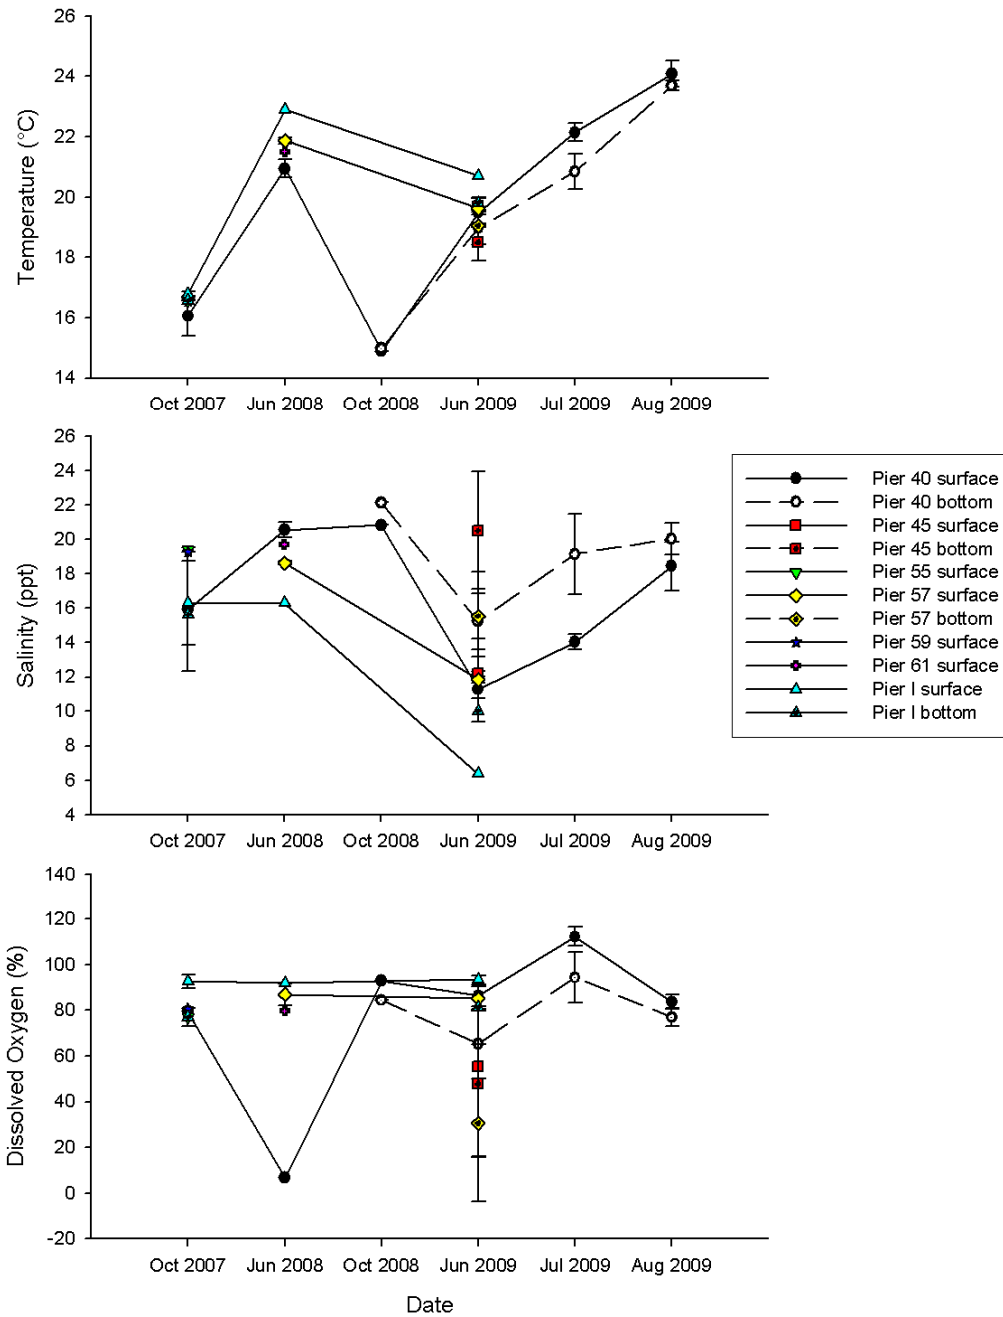 26
24
22
20
18
16
14
Temperature (°C)
Oct 2007 Jun 2008 Oct 2008 Jun 2009 Jul 2009 Aug 2009
26
24
22
20
18
16
14
12
10
8
6
4
Salinity (ppt)
Oct 2007 Jun 2008 Oct 2008 Jun 2009 Jul 2009 Aug 2009
Pier 40 surface
Pier 40 bottom
Pier 45 surface
Pier 45 bottom
Pier 55 surface
Pier 57 surface
Pier 57 bottom
Pier 59 surface
Pier 61 surface
Pier I surface
Pier I bottom
140
120
100
80
60
40
20
0
-20
Dissolved Oxygen (%)
Oct 2007 Jun 2008 Oct 2008 Jun 2009 Jul 2009 Aug 2009
Date